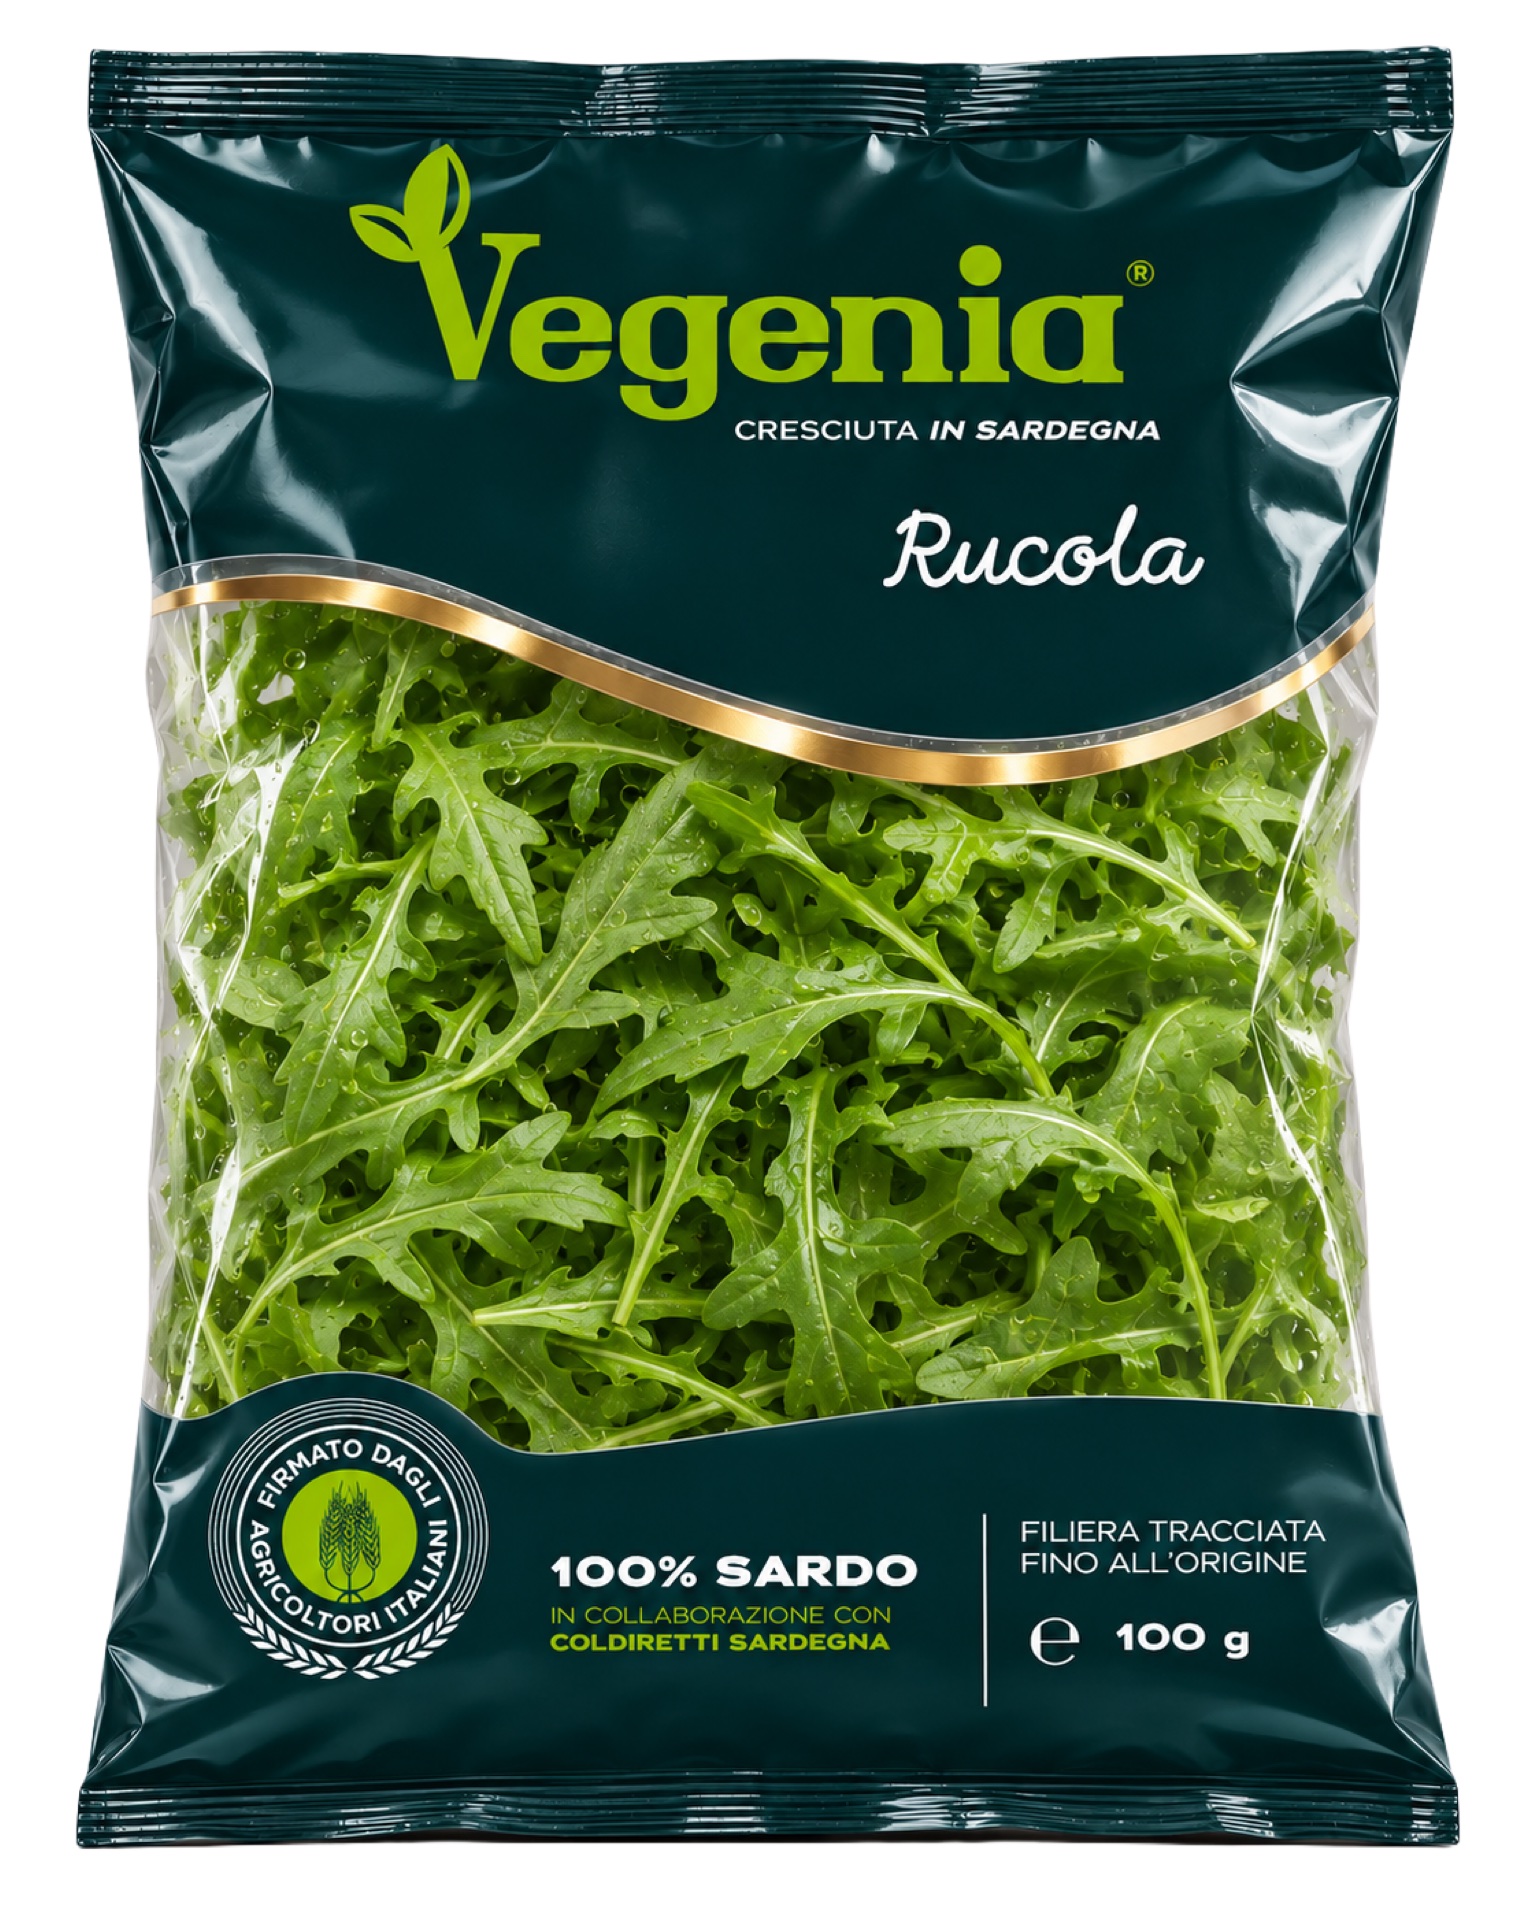 Vegenia®
CRESCIUTA IN SARDEGNA
Rucola
FIRMATO DAGLI
AGRICOLTORI ITALIANI
100% SARDO
IN COLLABORAZIONE CON
COLDIRETTI SARDEGNA
FILIERA TRACCIATA
FINO ALL'ORIGINE
℮ 100 g